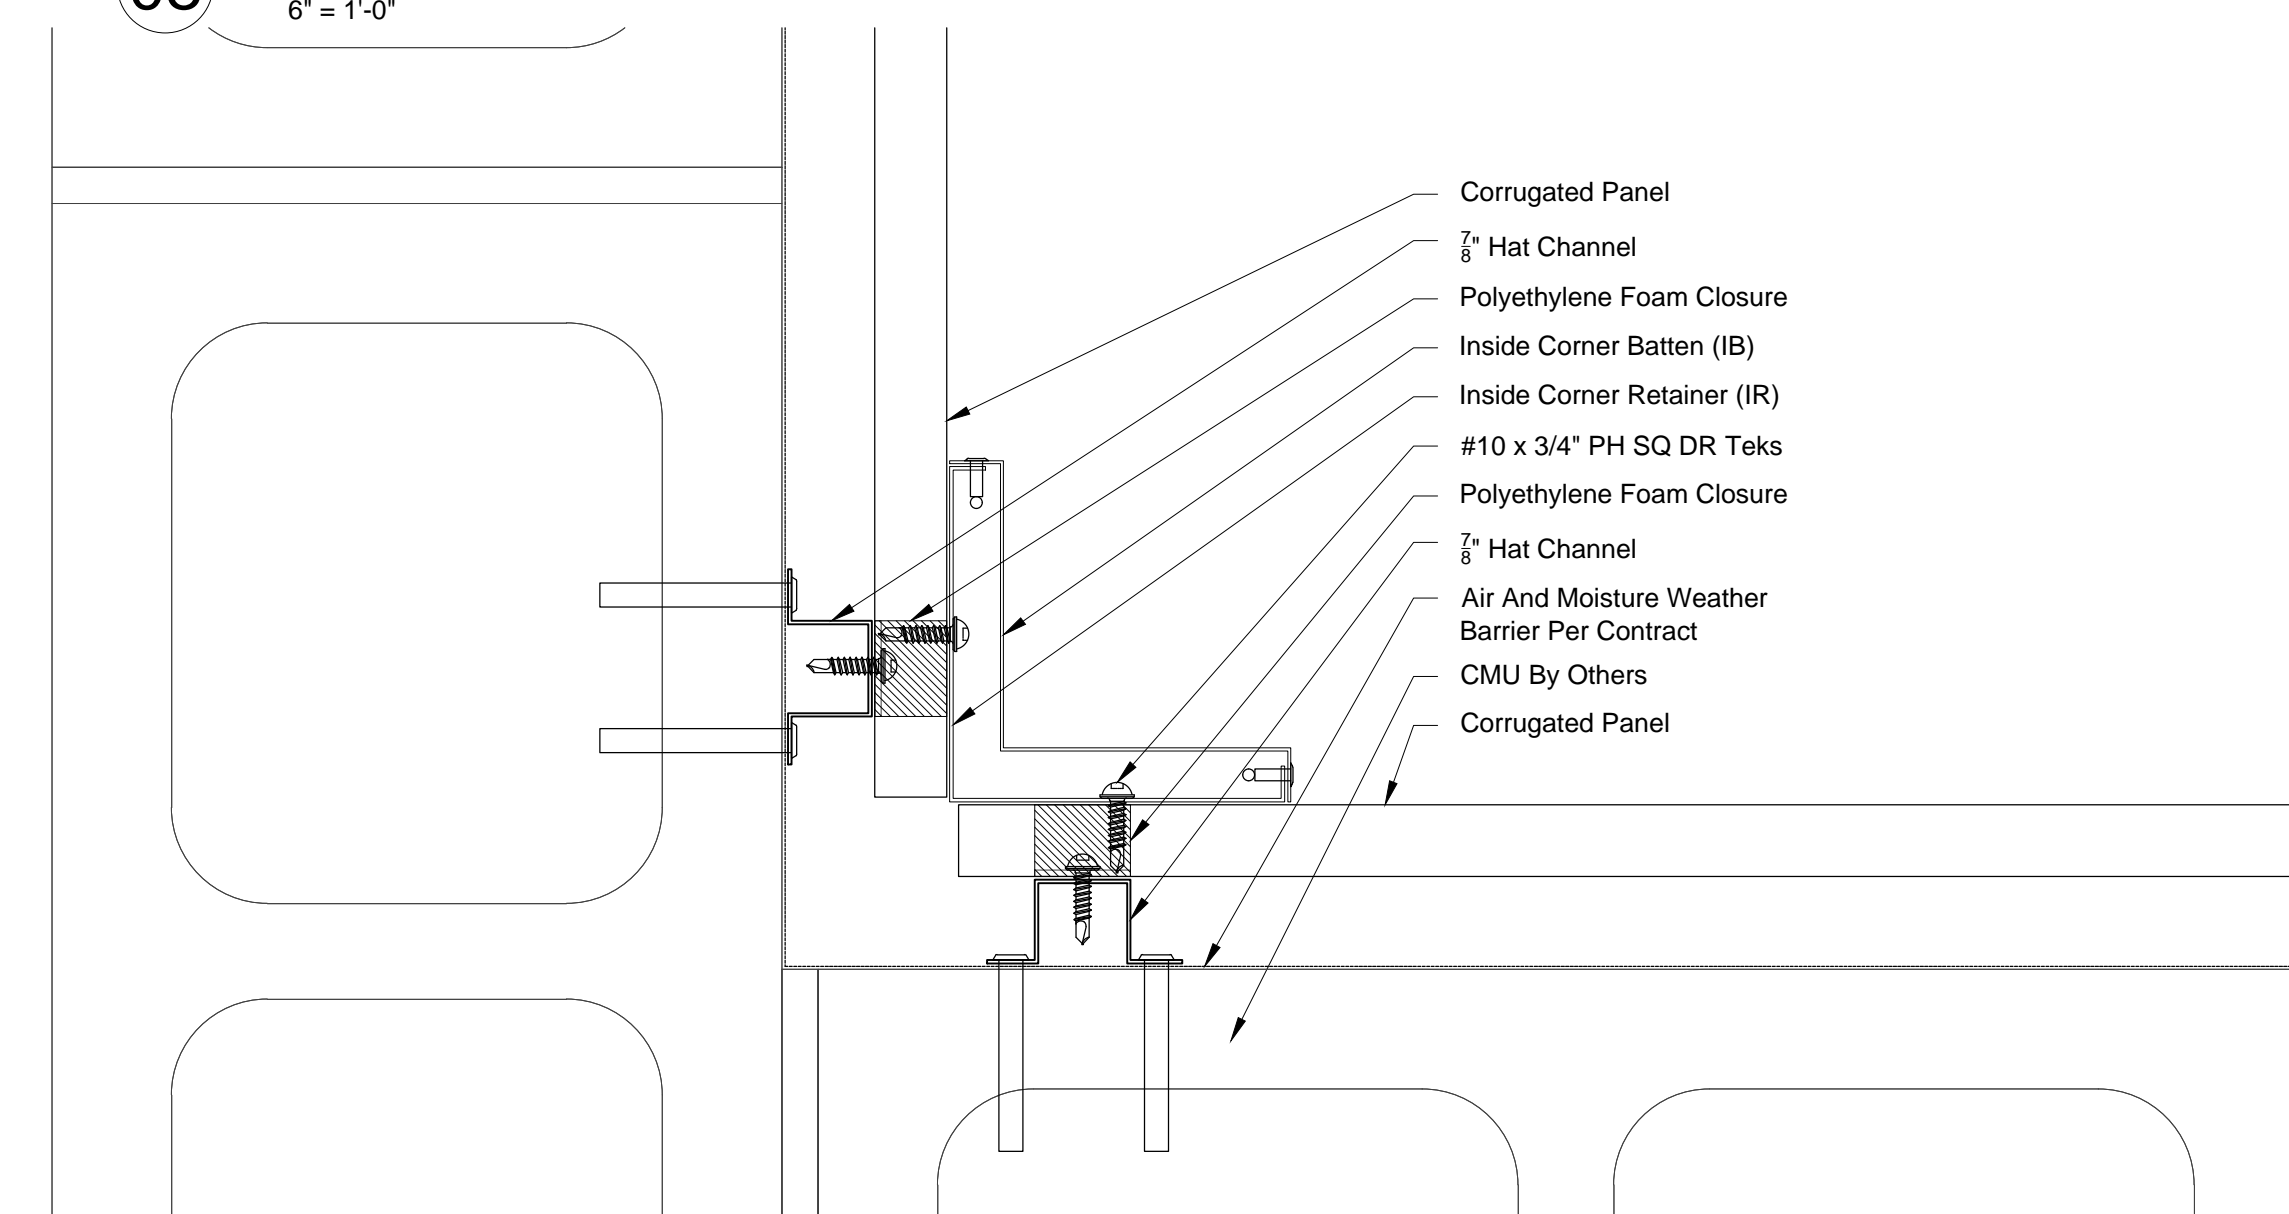 6" = 1'-0"
Corrugated Panel
7/8" Hat Channel
Polyethylene Foam Closure
Inside Corner Batten (IB)
Inside Corner Retainer (IR)
#10 x 3/4" PH SQ DR Teks
Polyethylene Foam Closure
7/8" Hat Channel
Air And Moisture Weather
Barrier Per Contract
CMU By Others
Corrugated Panel